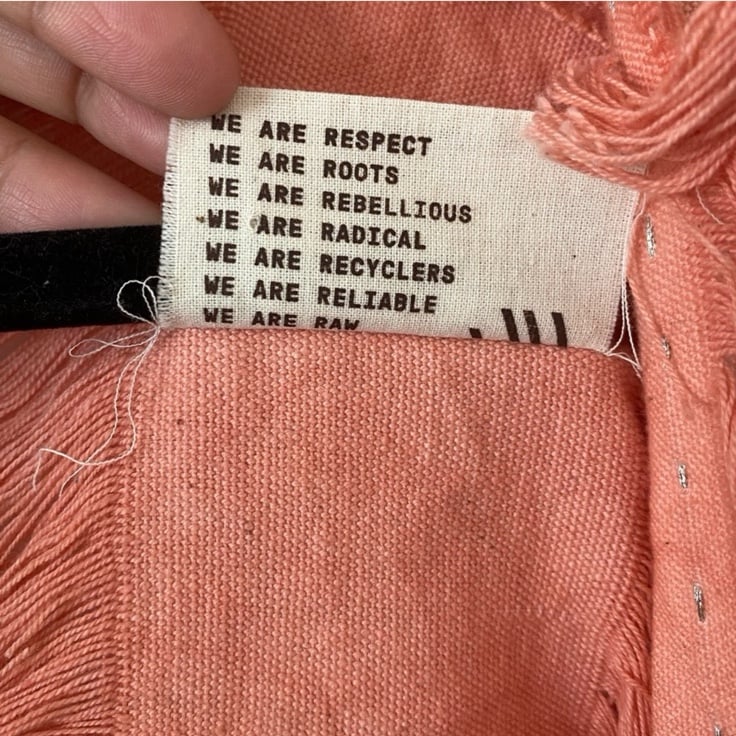 WE ARE RESPECT
WE ARE ROOTS
WE ARE REBELLIOUS
WE ARE RADICAL
WE ARE RECYCLERS
WE ARE RELIABLE
WE ARE RAW